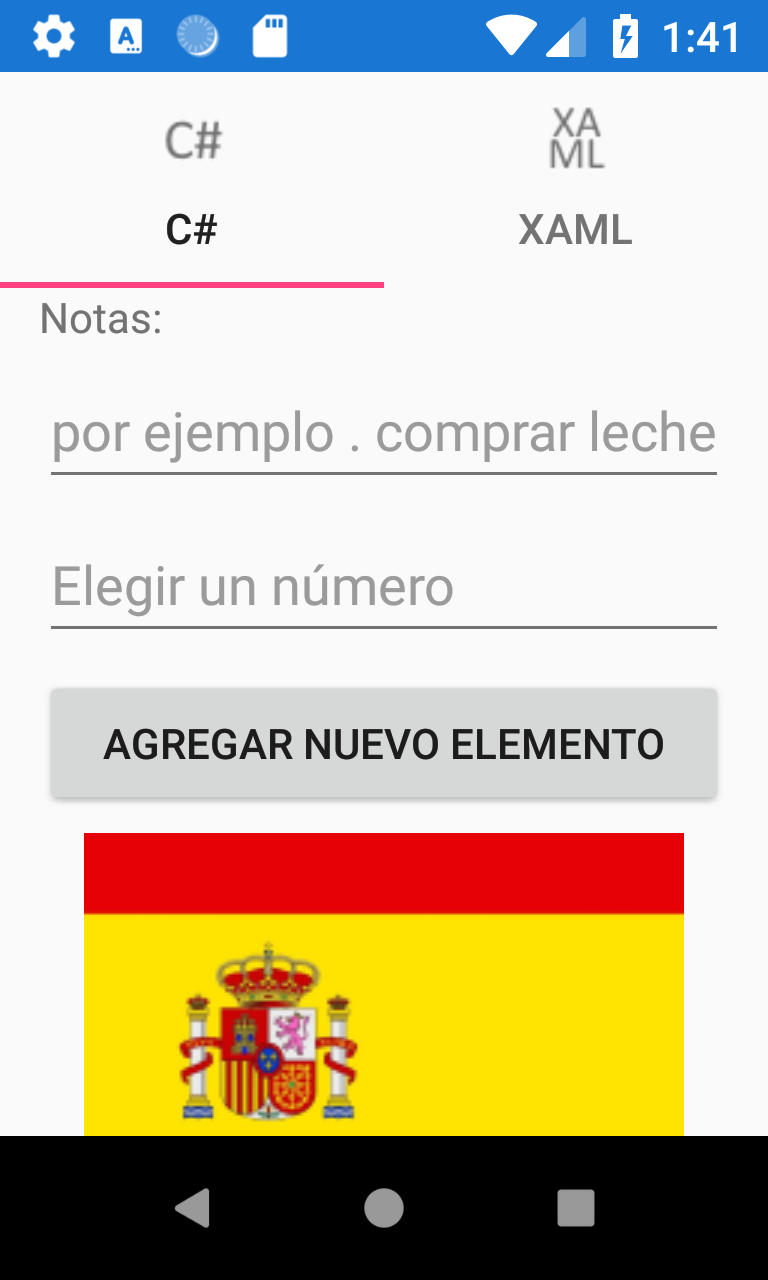 1:41
C#
XA
ML
C#
XAML
Notas:
por ejemplo . comprar leche
Elegir un número
AGREGAR NUEVO ELEMENTO